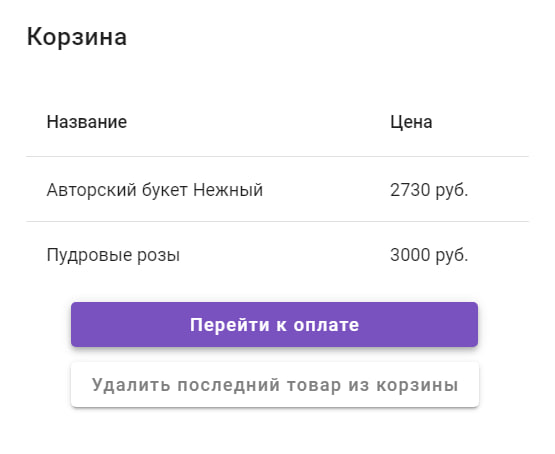 Корзина
Название Цена
Авторский букет Нежный 2730 руб.
Пудровые розы 3000 руб.
Перейти к оплате
Удалить последний товар из корзины